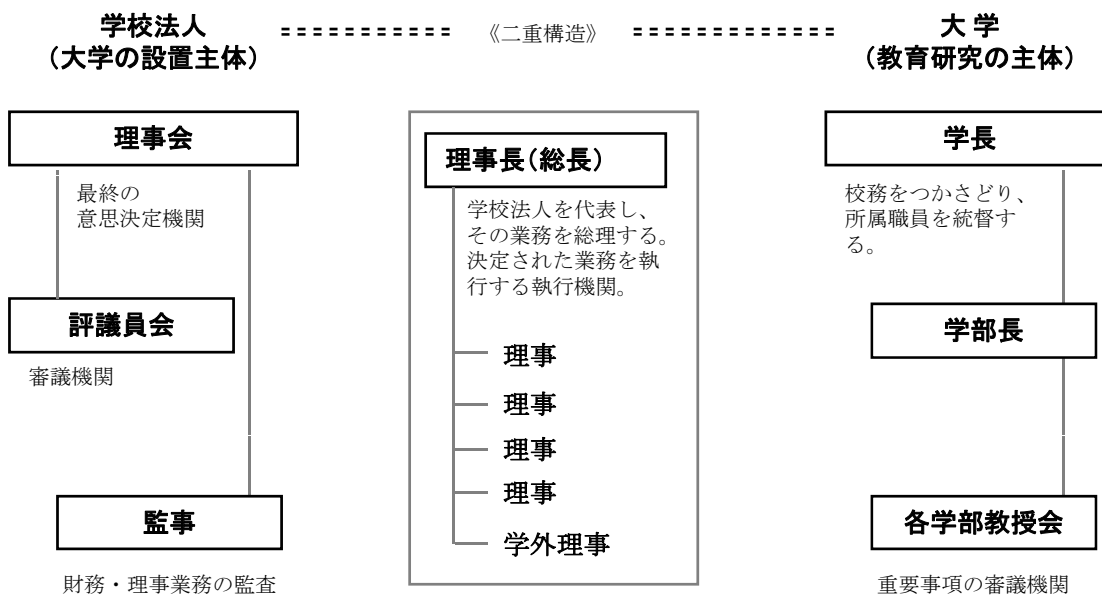 学校法人
（大学の設置主体）
《二重構造》
大 学
（教育研究の主体）
理事会
最終の
意思決定機関
評議員会
審議機関
監事
財務・理事業務の監査
理事長（総長）
学校法人を代表し、
その業務を総理する。
決定された業務を執
行する執行機関。
理事
理事
理事
理事
学外理事
学長
校務をつかさどり、
所属職員を統督す
る。
学部長
各学部教授会
重要事項の審議機関